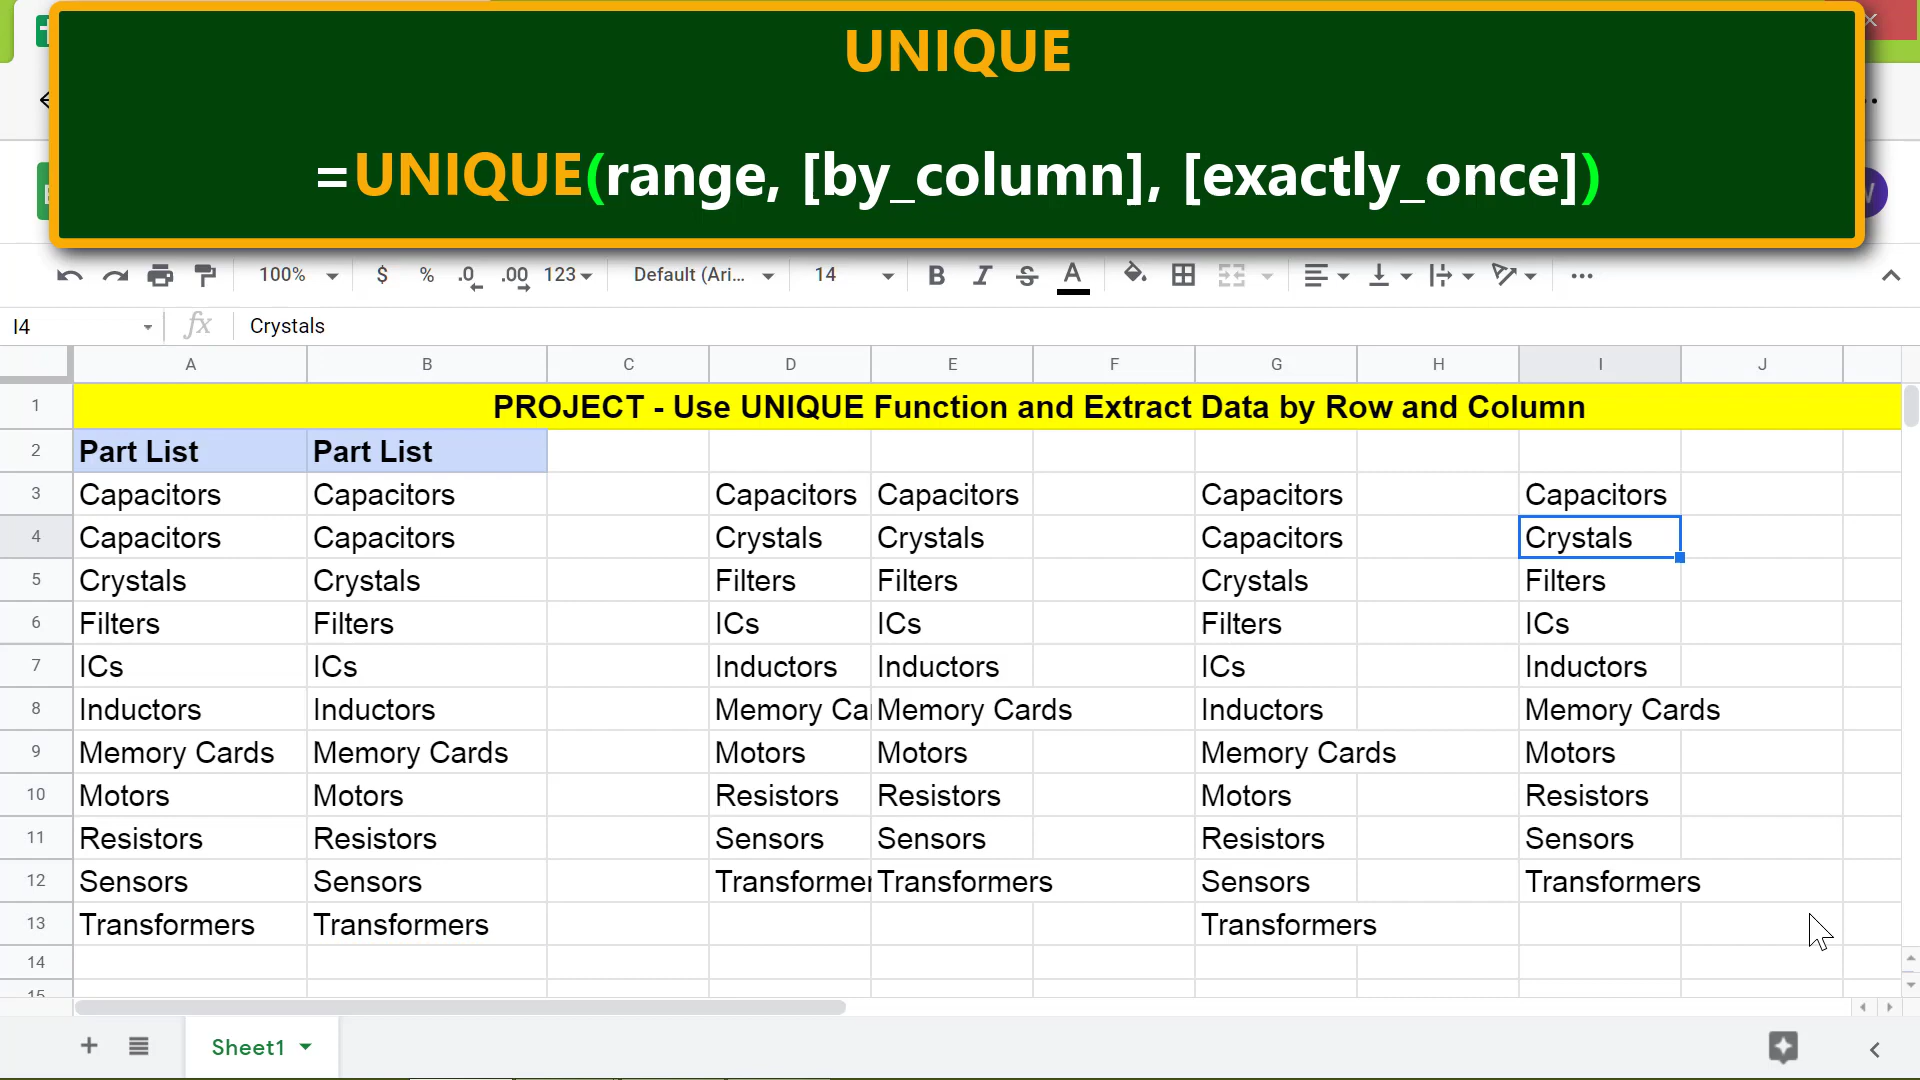 UNIQUE
=UNIQUE(range, [by_column], [exactly_once])
100% $ % .0 .00 123 Default (Ari... 14 B I S A
I4 fx Crystals
A B C D E F G H I J
1 PROJECT - Use UNIQUE Function and Extract Data by Row and Column
2 Part List Part List
3 Capacitors Capacitors Capacitors Capacitors Capacitors Capacitors
4 Capacitors Capacitors Crystals Crystals Capacitors Crystals
5 Crystals Crystals Filters Filters Crystals Filters
6 Filters Filters ICs ICs Filters ICs
7 ICs ICs Inductors Inductors ICs Inductors
8 Inductors Inductors Memory Ca Memory Cards Inductors Memory Cards
9 Memory Cards Memory Cards Motors Motors Memory Cards Motors
10 Motors Motors Resistors Resistors Motors Resistors
11 Resistors Resistors Sensors Sensors Resistors Sensors
12 Sensors Sensors Transformer Transformers Sensors Transformers
13 Transformers Transformers Transformers
14
15
Sheet1